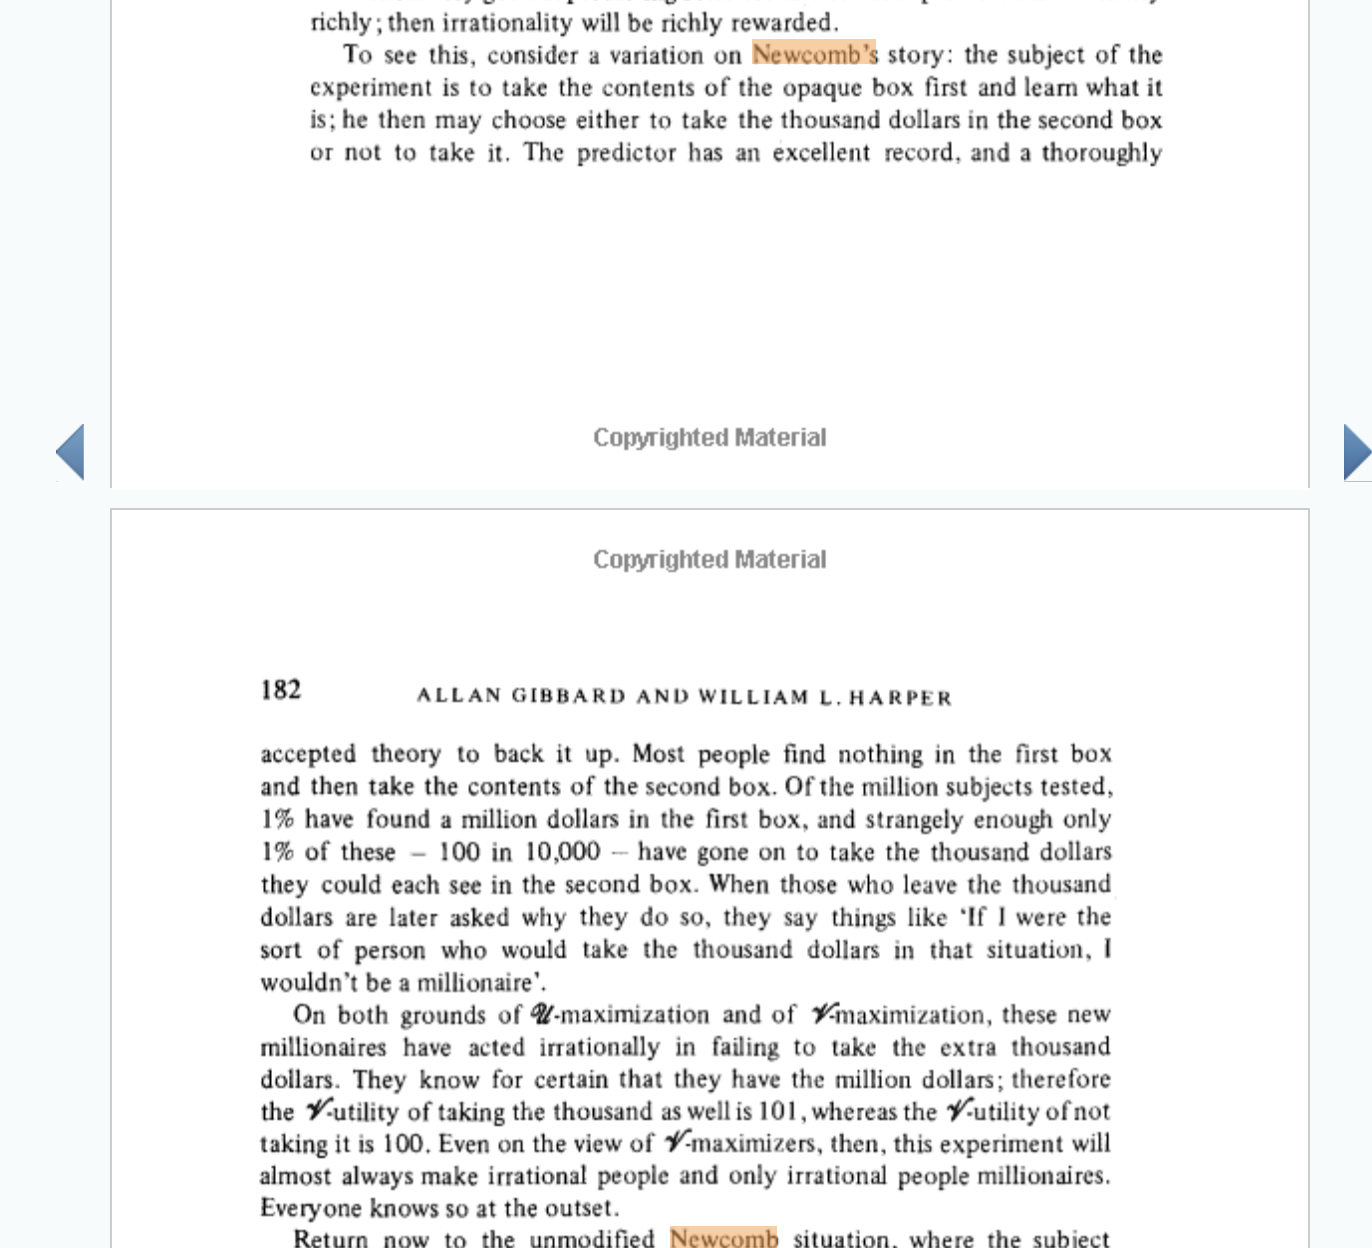 richly; then irrationality will be richly rewarded.
To see this, consider a variation on Newcomb's story: the subject of the
experiment is to take the contents of the opaque box first and learn what it
is; he then may choose either to take the thousand dollars in the second box
or not to take it. The predictor has an excellent record, and a thoroughly
Copyrighted Material
Copyrighted Material
182 ALLAN GIBBARD AND WILLIAM L. HARPER
accepted theory to back it up. Most people find nothing in the first box
and then take the contents of the second box. Of the million subjects tested,
1% have found a million dollars in the first box, and strangely enough only
1% of these – 100 in 10,000 – have gone on to take the thousand dollars
they could each see in the second box. When those who leave the thousand
dollars are later asked why they do so, they say things like 'If I were the
sort of person who would take the thousand dollars in that situation, I
wouldn't be a millionaire'.
On both grounds of 𝒰-maximization and of 𝒱-maximization, these new
millionaires have acted irrationally in failing to take the extra thousand
dollars. They know for certain that they have the million dollars; therefore
the 𝒱-utility of taking the thousand as well is 101, whereas the 𝒱-utility of not
taking it is 100. Even on the view of 𝒱-maximizers, then, this experiment will
almost always make irrational people and only irrational people millionaires.
Everyone knows so at the outset.
Return now to the unmodified Newcomb situation, where the subject